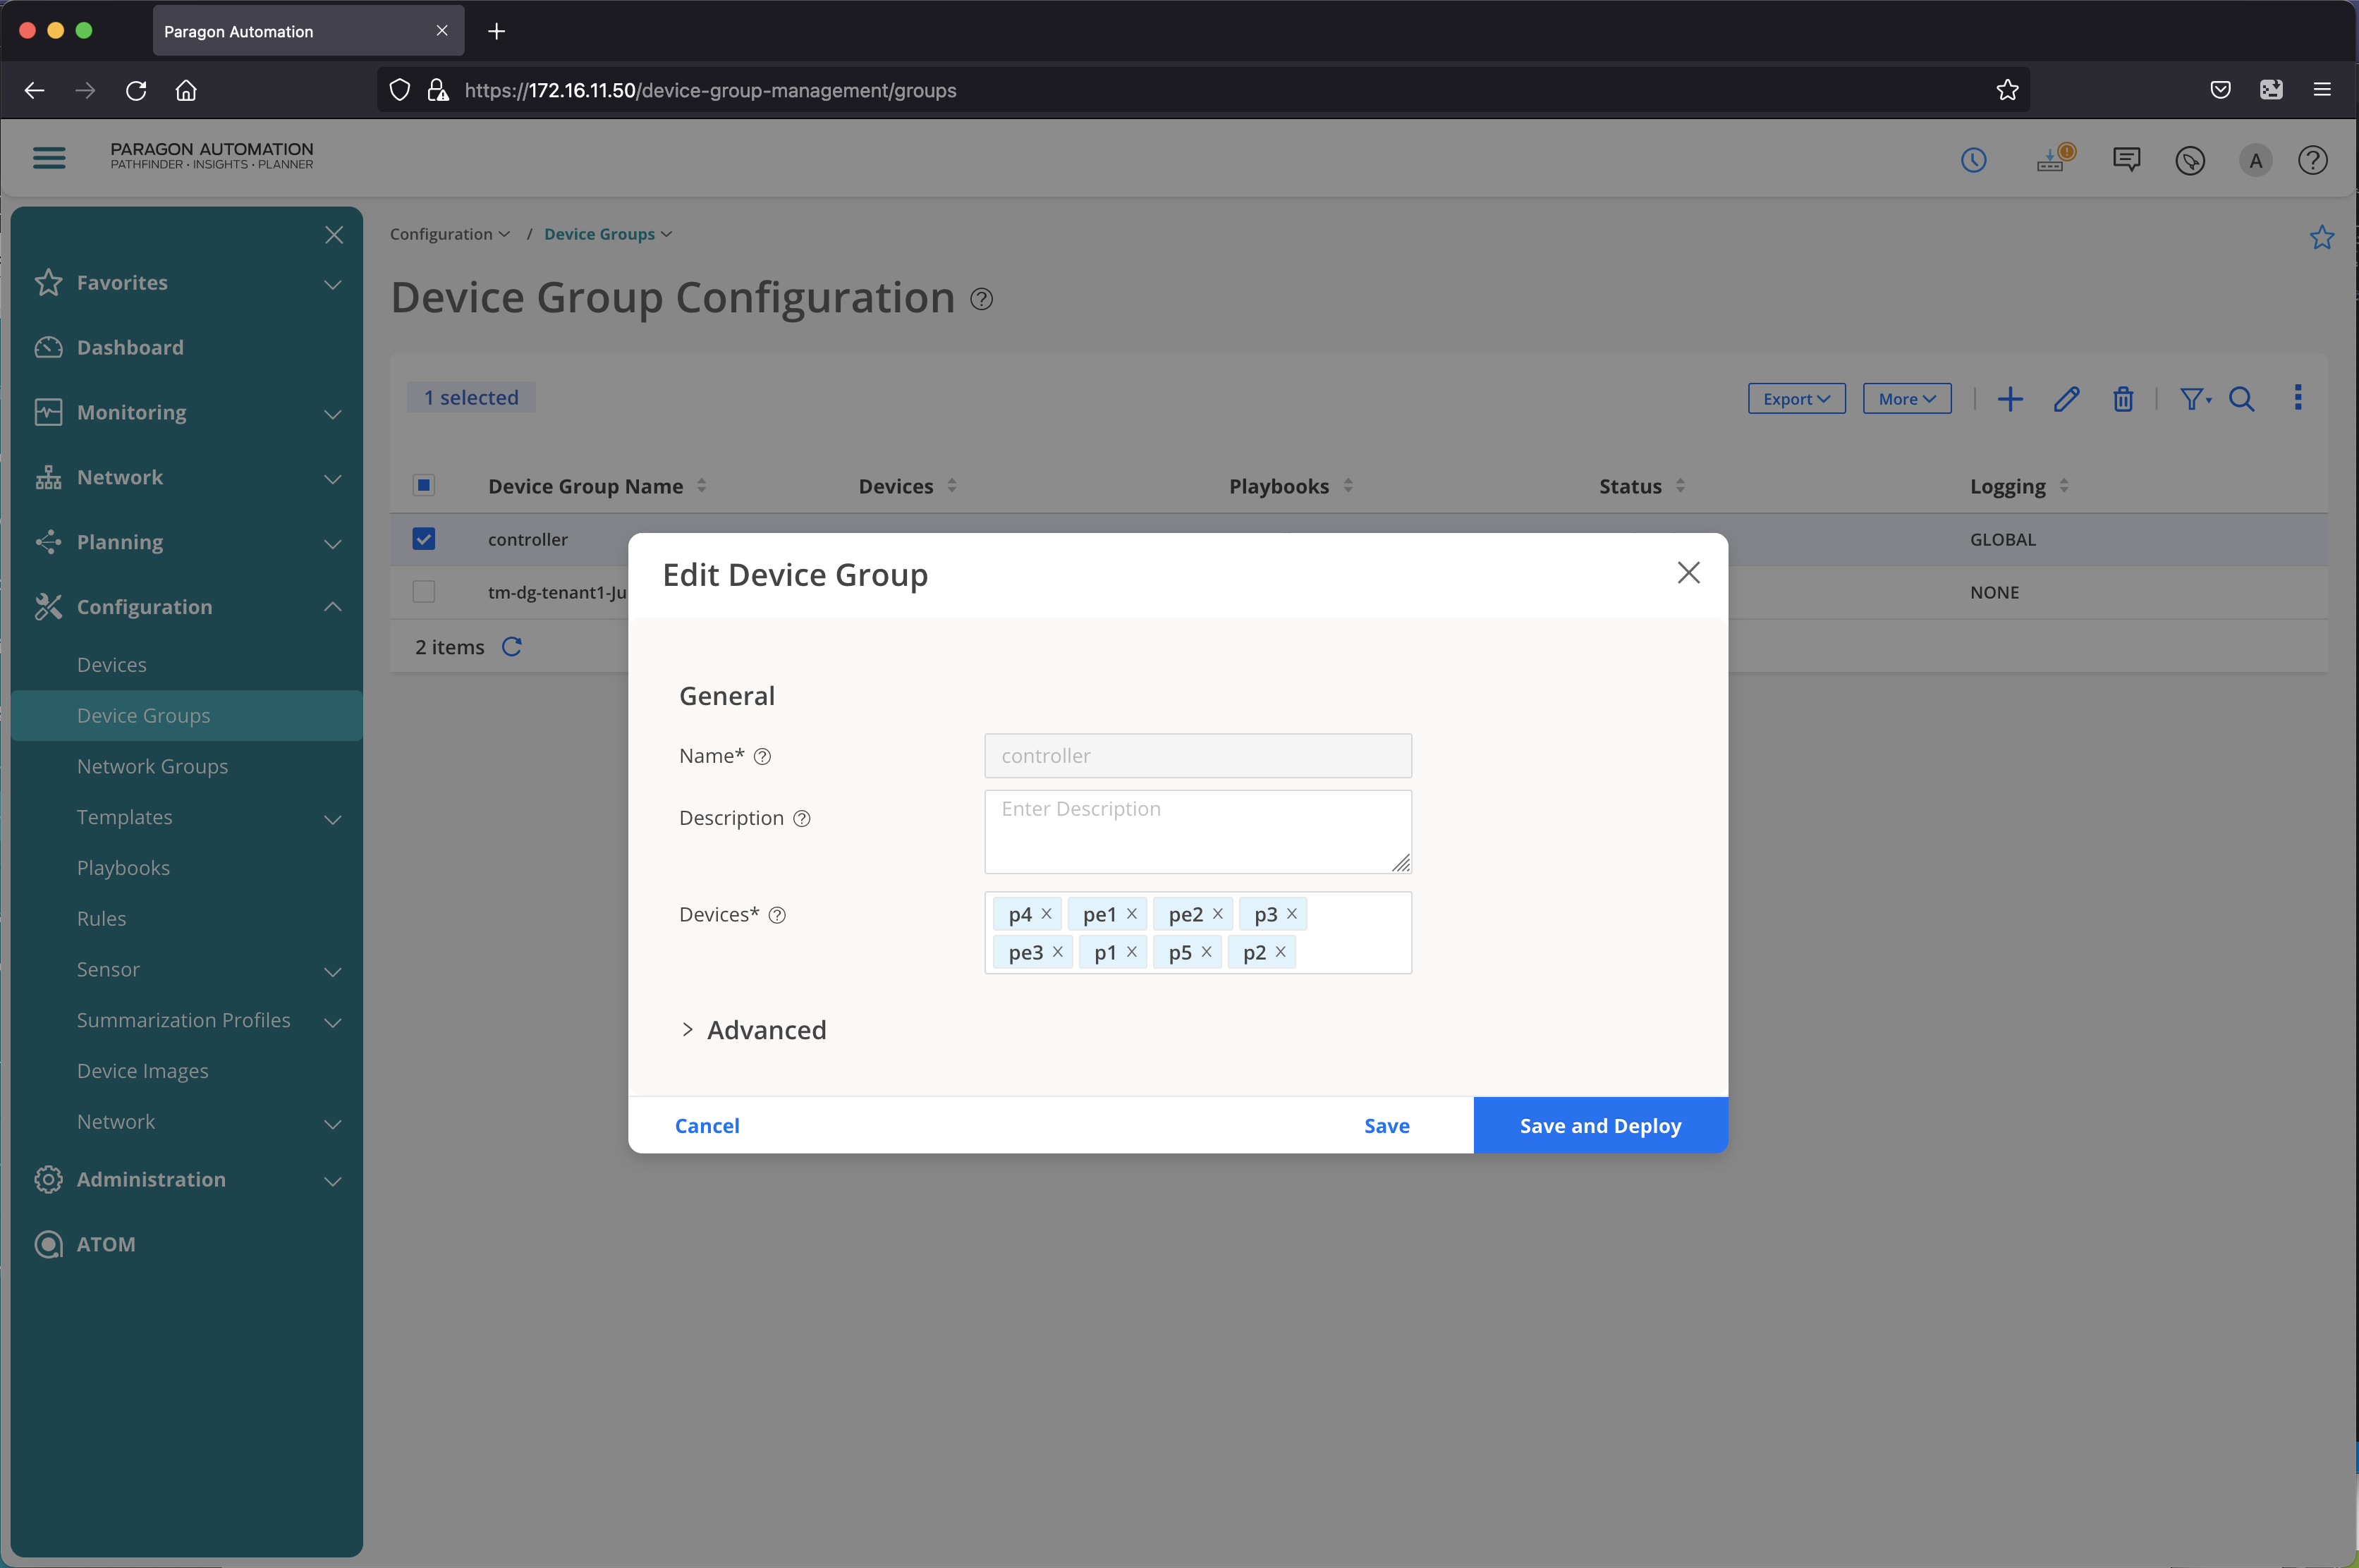 Paragon Automation
https://172.16.11.50/device-group-management/groups
PARAGON AUTOMATION
PATHFINDER • INSIGHTS • PLANNER
A
Favorites
Dashboard
Monitoring
Network
Planning
Configuration
Devices
Device Groups
Network Groups
Templates
Playbooks
Rules
Sensor
Summarization Profiles
Device Images
Network
Administration
ATOM
Configuration / Device Groups
Device Group Configuration
1 selected
Export
More
Device Group Name Devices Playbooks Status Logging
controller GLOBAL
tm-dg-tenant1-Ju NONE
2 items
Edit Device Group
General
Name* controller
Description Enter Description
Devices* p4 pe1 pe2 p3
pe3 p1 p5 p2
Advanced
Cancel Save Save and Deploy